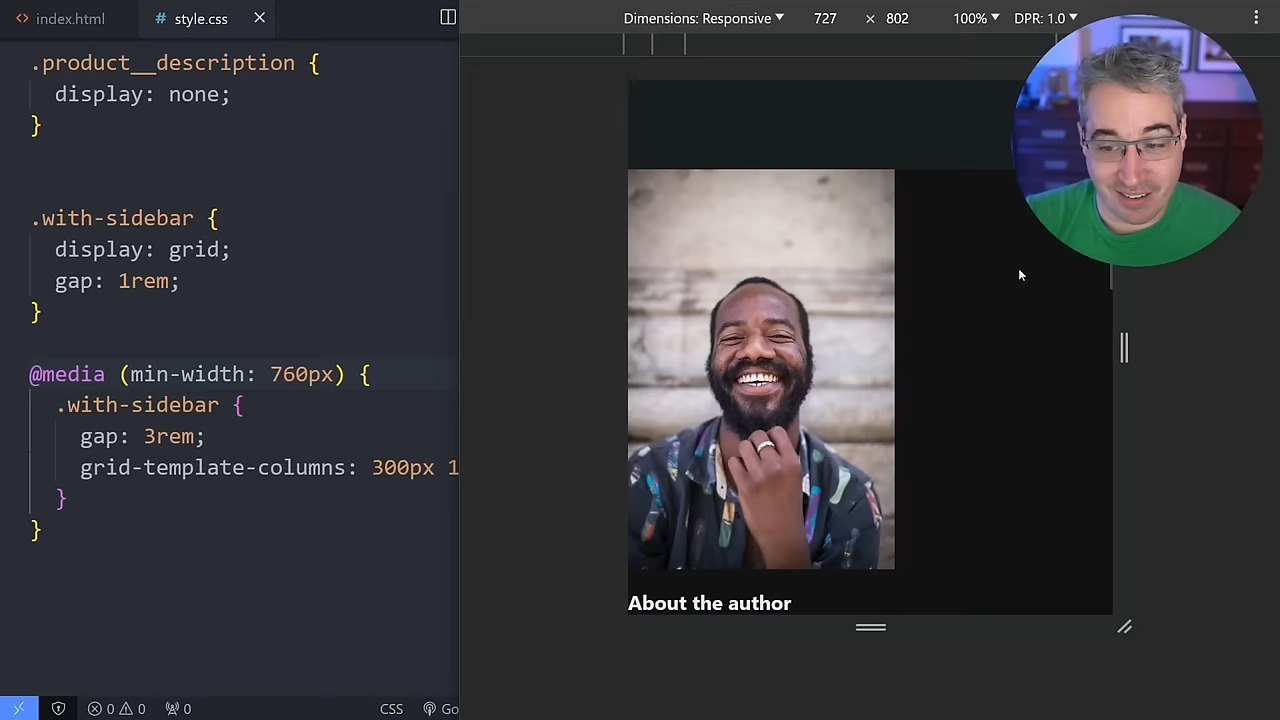 index.html
style.css
.product__description {
display: none;
}
.with-sidebar {
display: grid;
gap: 1rem;
}
@media (min-width: 760px) {
.with-sidebar {
gap: 3rem;
grid-template-columns: 300px 1
}
}
0 0 0
CSS
Go
Dimensions: Responsive 727 × 802 100% DPR: 1.0
About the author